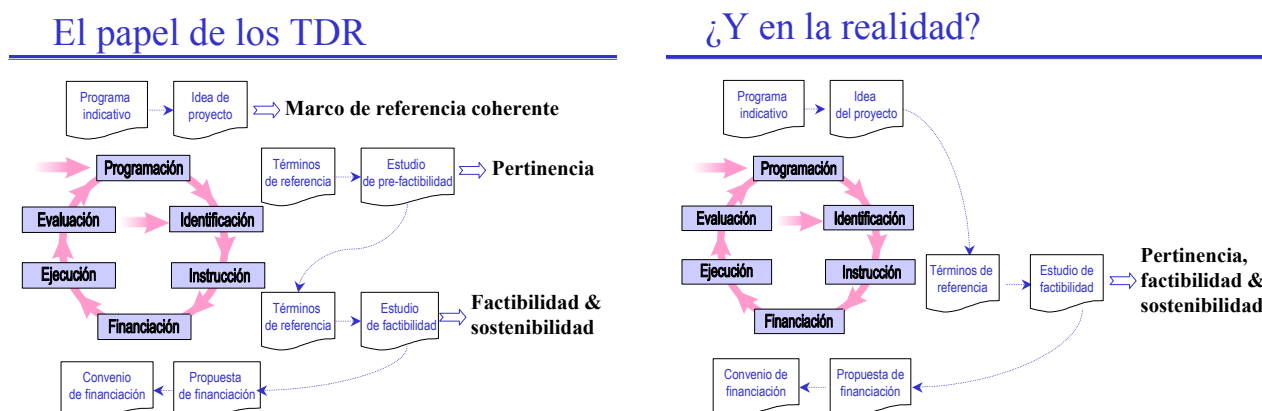 El papel de los TDR
Programa
indicativo
Idea de
proyecto
Marco de referencia coherente
Programación
Términos
de referencia
Estudio
de pre-factibilidad
Pertinencia
Evaluación
Identificación
Ejecución
Instrucción
Términos
de referencia
Estudio
de factibilidad
Factibilidad &
sostenibilidad
Financiación
Convenio
de financiación
Propuesta
de financiación
¿Y en la realidad?
Programa
indicativo
Idea
del proyecto
Programación
Evaluación
Identificación
Ejecución
Instrucción
Términos de
referencia
Estudio de
factibilidad
Pertinencia,
factibilidad &
sostenibilidad
Financiación
Convenio de
financiación
Propuesta de
financiación